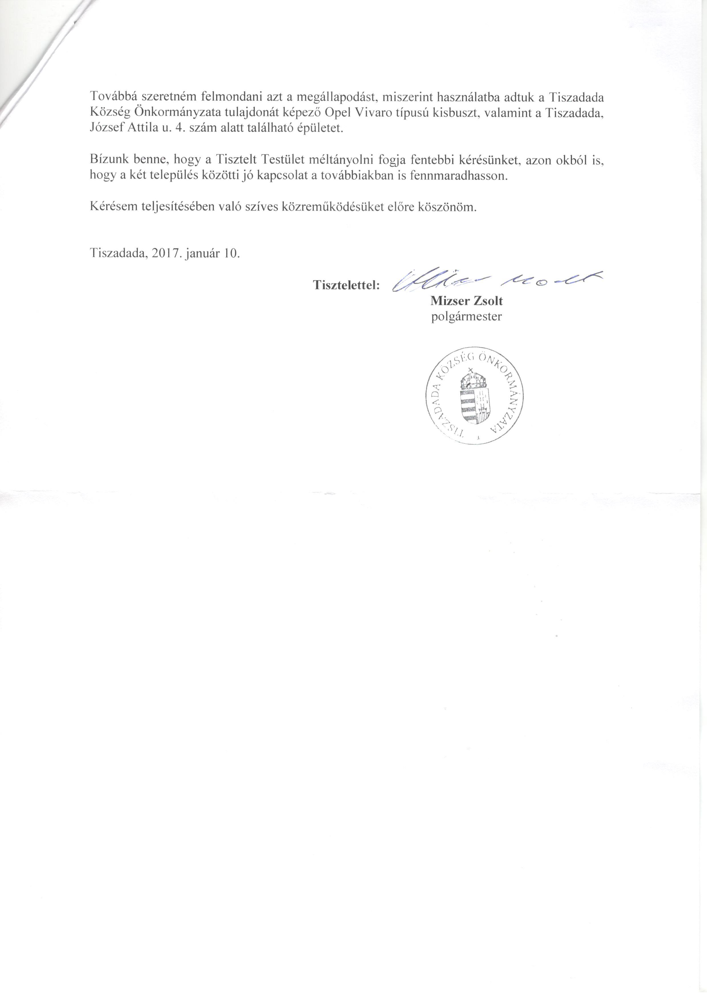 Továbbá szeretném felmondani azt a megállapodást, miszerint használatba adtuk a Tiszadada
Község Önkormányzata tulajdonát képező Opel Vivaro típusú kisbuszt, valamint a Tiszadada,
József Attila u. 4. szám alatt található épületet.
Bízunk benne, hogy a Tisztelt Testület méltányolni fogja fentebbi kérésünket, azon okból is,
hogy a két település közötti jó kapcsolat a továbbiakban is fennmaradhasson.
Kérésem teljesítésében való szíves közreműködésüket előre köszönöm.
Tiszadada, 2017. január 10.
Tisztelettel:
Mizser Zsolt
polgármester
TISZADADA KÖZSÉG ÖNKORMÁNYZATA
1